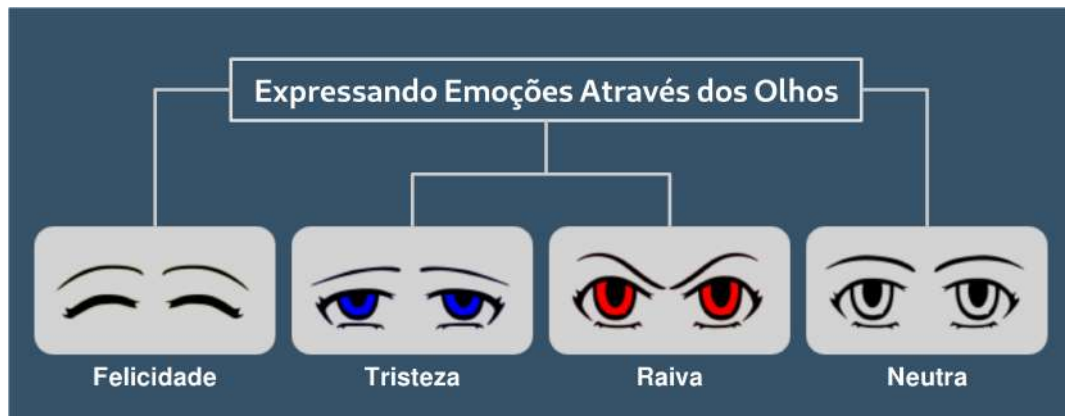 Expressando Emoções Através dos Olhos
Felicidade
Tristeza
Raiva
Neutra